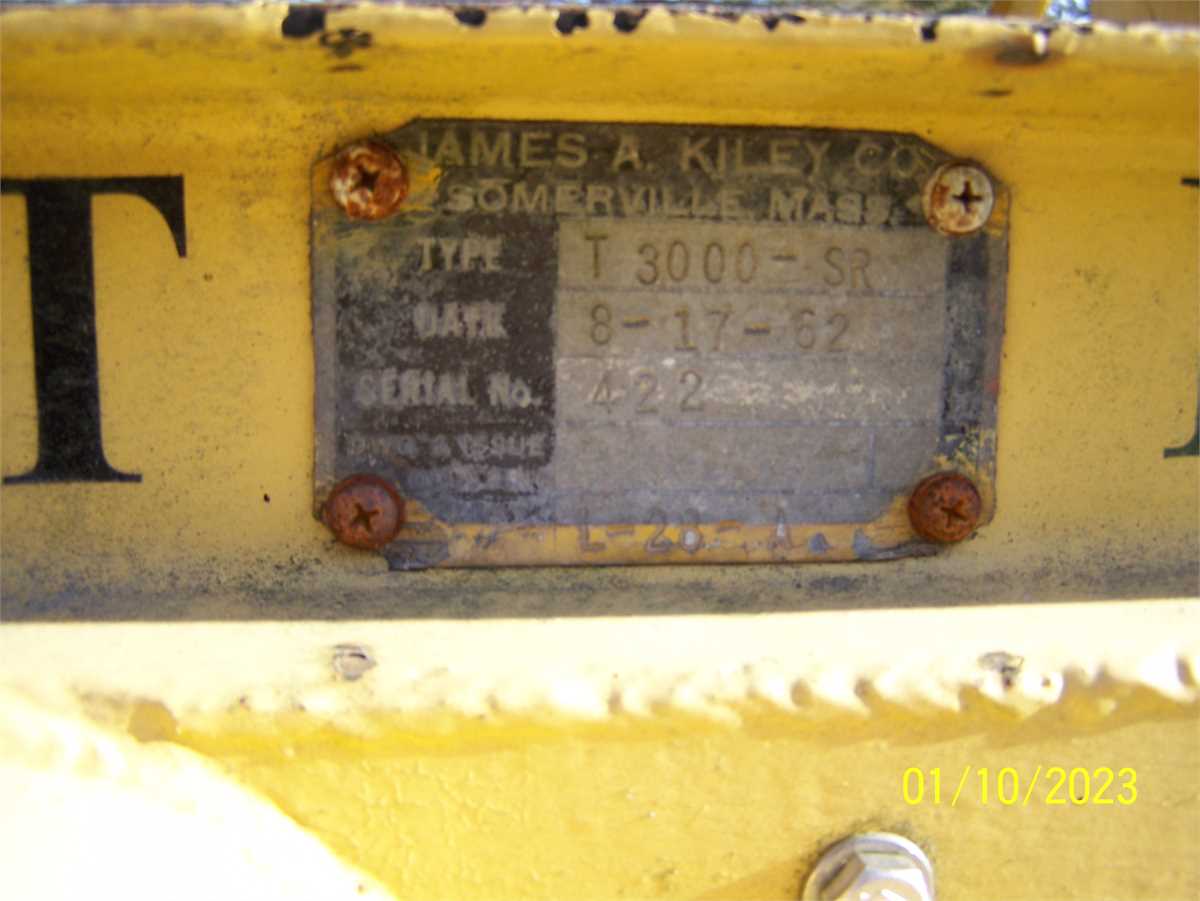 T
JAMES A. KILEY CO
SOMERVILLE, MASS.
TYPE T 3000-SR
DATE 8-17-62
SERIAL No. 422
L-28-A
01/10/2023